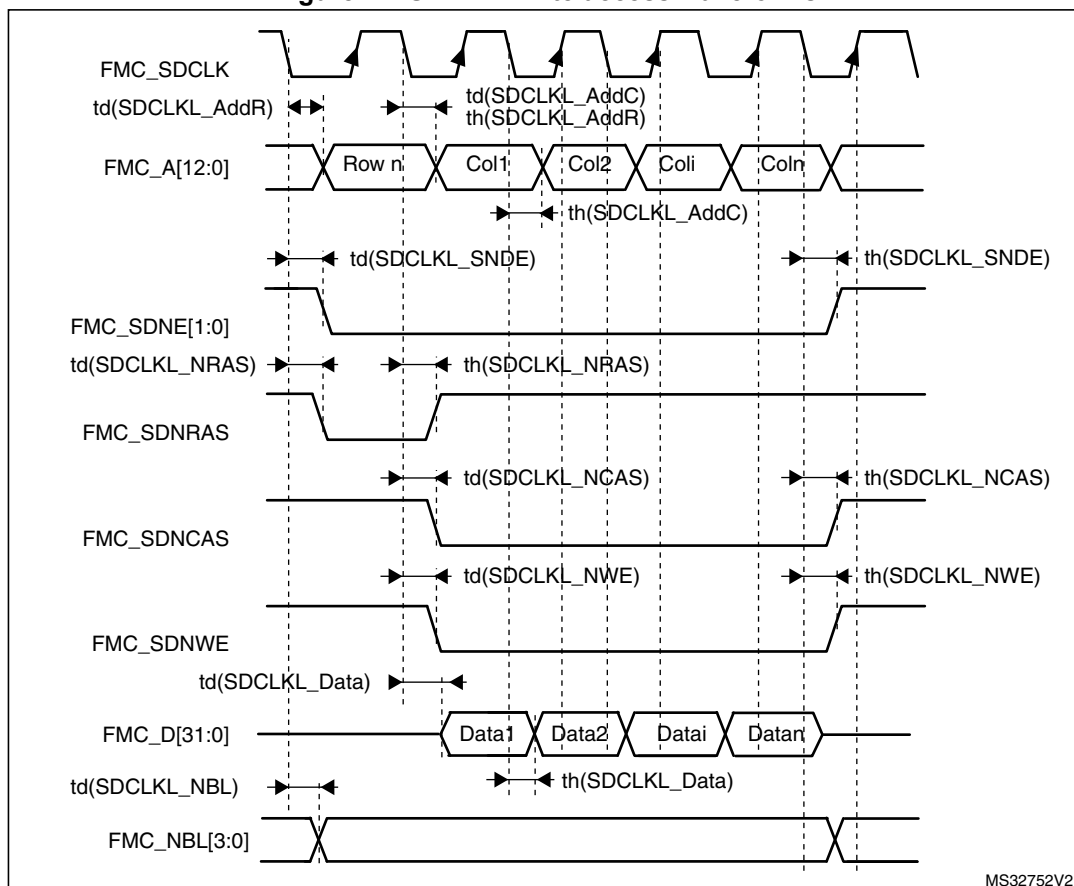 FMC_SDCLK
td(SDCLKL_AddR)
td(SDCLKL_AddC)
th(SDCLKL_AddR)
FMC_A[12:0]
Row n
Col1
Col2
Coli
Coln
th(SDCLKL_AddC)
td(SDCLKL_SNDE)
th(SDCLKL_SNDE)
FMC_SDNE[1:0]
td(SDCLKL_NRAS)
th(SDCLKL_NRAS)
FMC_SDNRAS
td(SDCLKL_NCAS)
th(SDCLKL_NCAS)
FMC_SDNCAS
td(SDCLKL_NWE)
th(SDCLKL_NWE)
FMC_SDNWE
td(SDCLKL_Data)
FMC_D[31:0]
Data1
Data2
Datai
Datan
td(SDCLKL_NBL)
th(SDCLKL_Data)
FMC_NBL[3:0]
MS32752V2